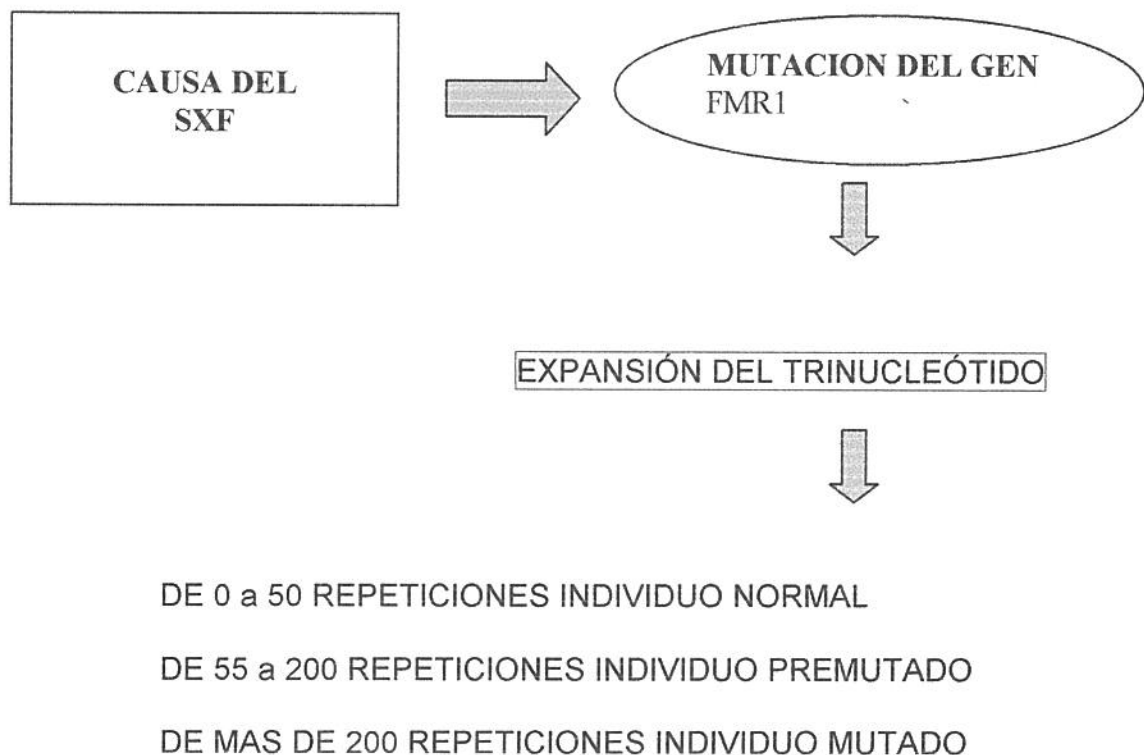 CAUSA DEL
SXF
MUTACION DEL GEN
FMR1
EXPANSIÓN DEL TRINUCLEÓTIDO
DE 0 a 50 REPETICIONES INDIVIDUO NORMAL
DE 55 a 200 REPETICIONES INDIVIDUO PREMUTADO
DE MAS DE 200 REPETICIONES INDIVIDUO MUTADO